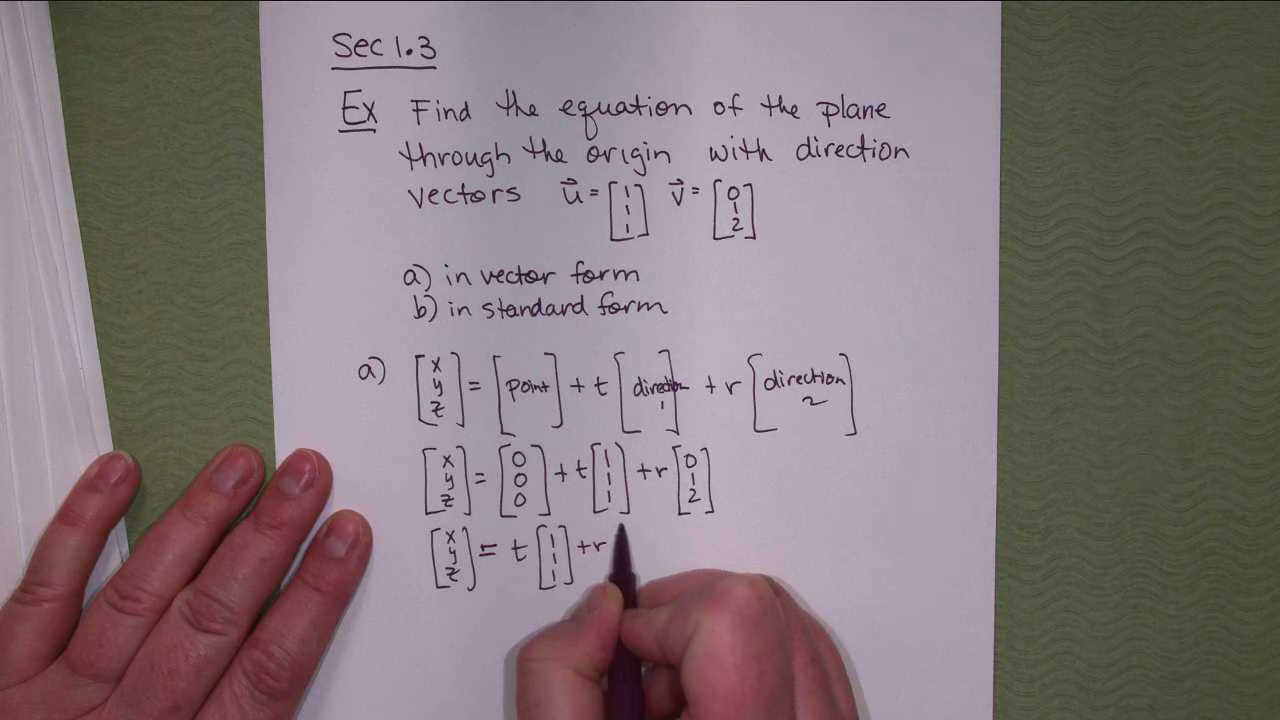 Sec 1.3
Ex Find the equation of the plane
through the origin with direction
vectors u⃗ = [1 1 1] v⃗ = [0 1 2]
a) in vector form
b) in standard form
a) [x y z] = [point] + t [direction 1] + r [direction 2]
[x y z] = [0 0 0] + t [1 1 1] + r [0 1 2]
[x y z] = t [1 1 1] + r